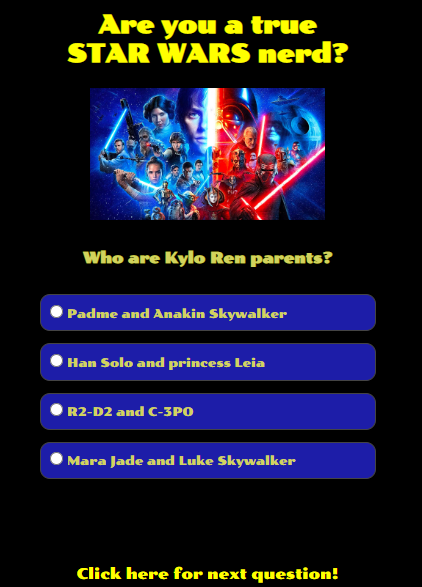 Are you a true
STAR WARS nerd?
Who are Kylo Ren parents?
Padme and Anakin Skywalker
Han Solo and princess Leia
R2-D2 and C-3PO
Mara Jade and Luke Skywalker
Click here for next question!